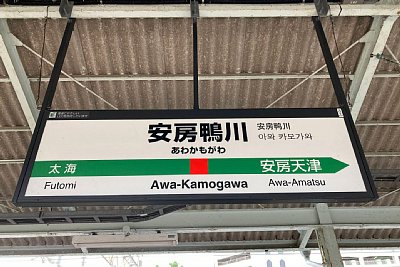 安房鴨川
あわかもがわ
安房鴨川
아와 카모가와
太海
安房天津
Futomi
Awa-Kamogawa
Awa-Amatsu